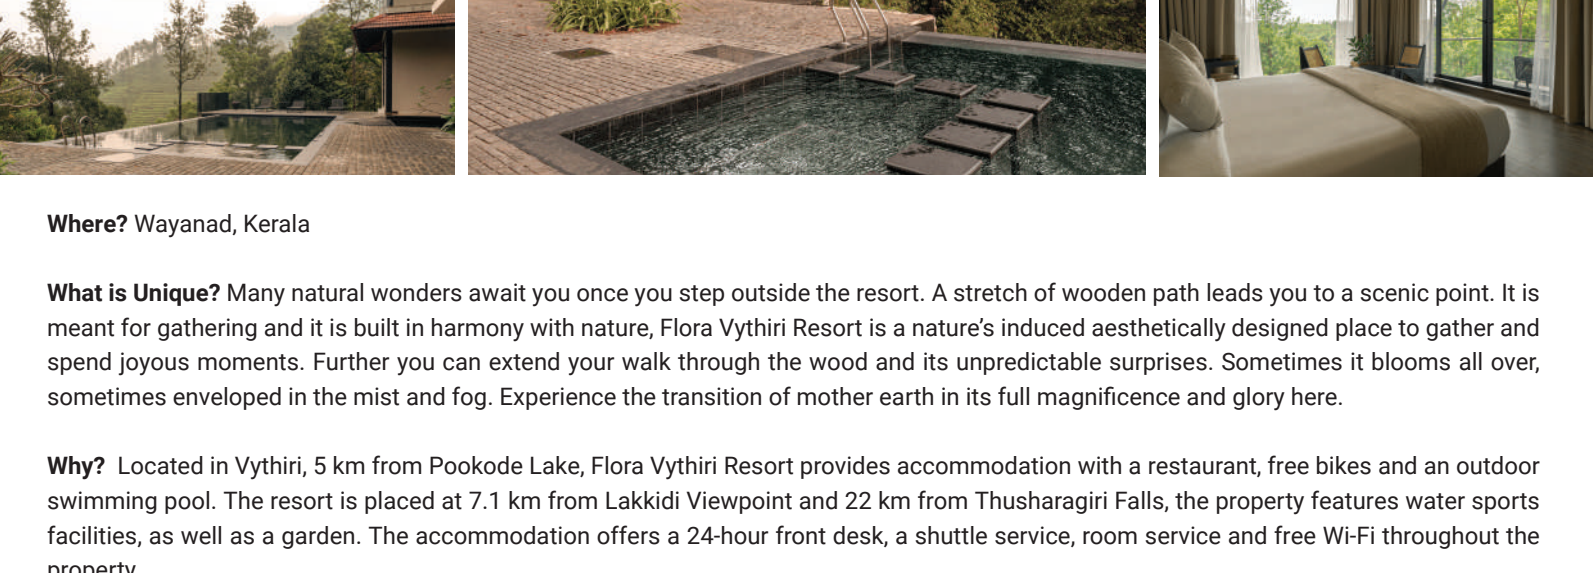 Where? Wayanad, Kerala
What is Unique? Many natural wonders await you once you step outside the resort. A stretch of wooden path leads you to a scenic point. It is
meant for gathering and it is built in harmony with nature, Flora Vythiri Resort is a nature’s induced aesthetically designed place to gather and
spend joyous moments. Further you can extend your walk through the wood and its unpredictable surprises. Sometimes it blooms all over,
sometimes enveloped in the mist and fog. Experience the transition of mother earth in its full magnificence and glory here.
Why? Located in Vythiri, 5 km from Pookode Lake, Flora Vythiri Resort provides accommodation with a restaurant, free bikes and an outdoor
swimming pool. The resort is placed at 7.1 km from Lakkidi Viewpoint and 22 km from Thusharagiri Falls, the property features water sports
facilities, as well as a garden. The accommodation offers a 24-hour front desk, a shuttle service, room service and free Wi-Fi throughout the
property.